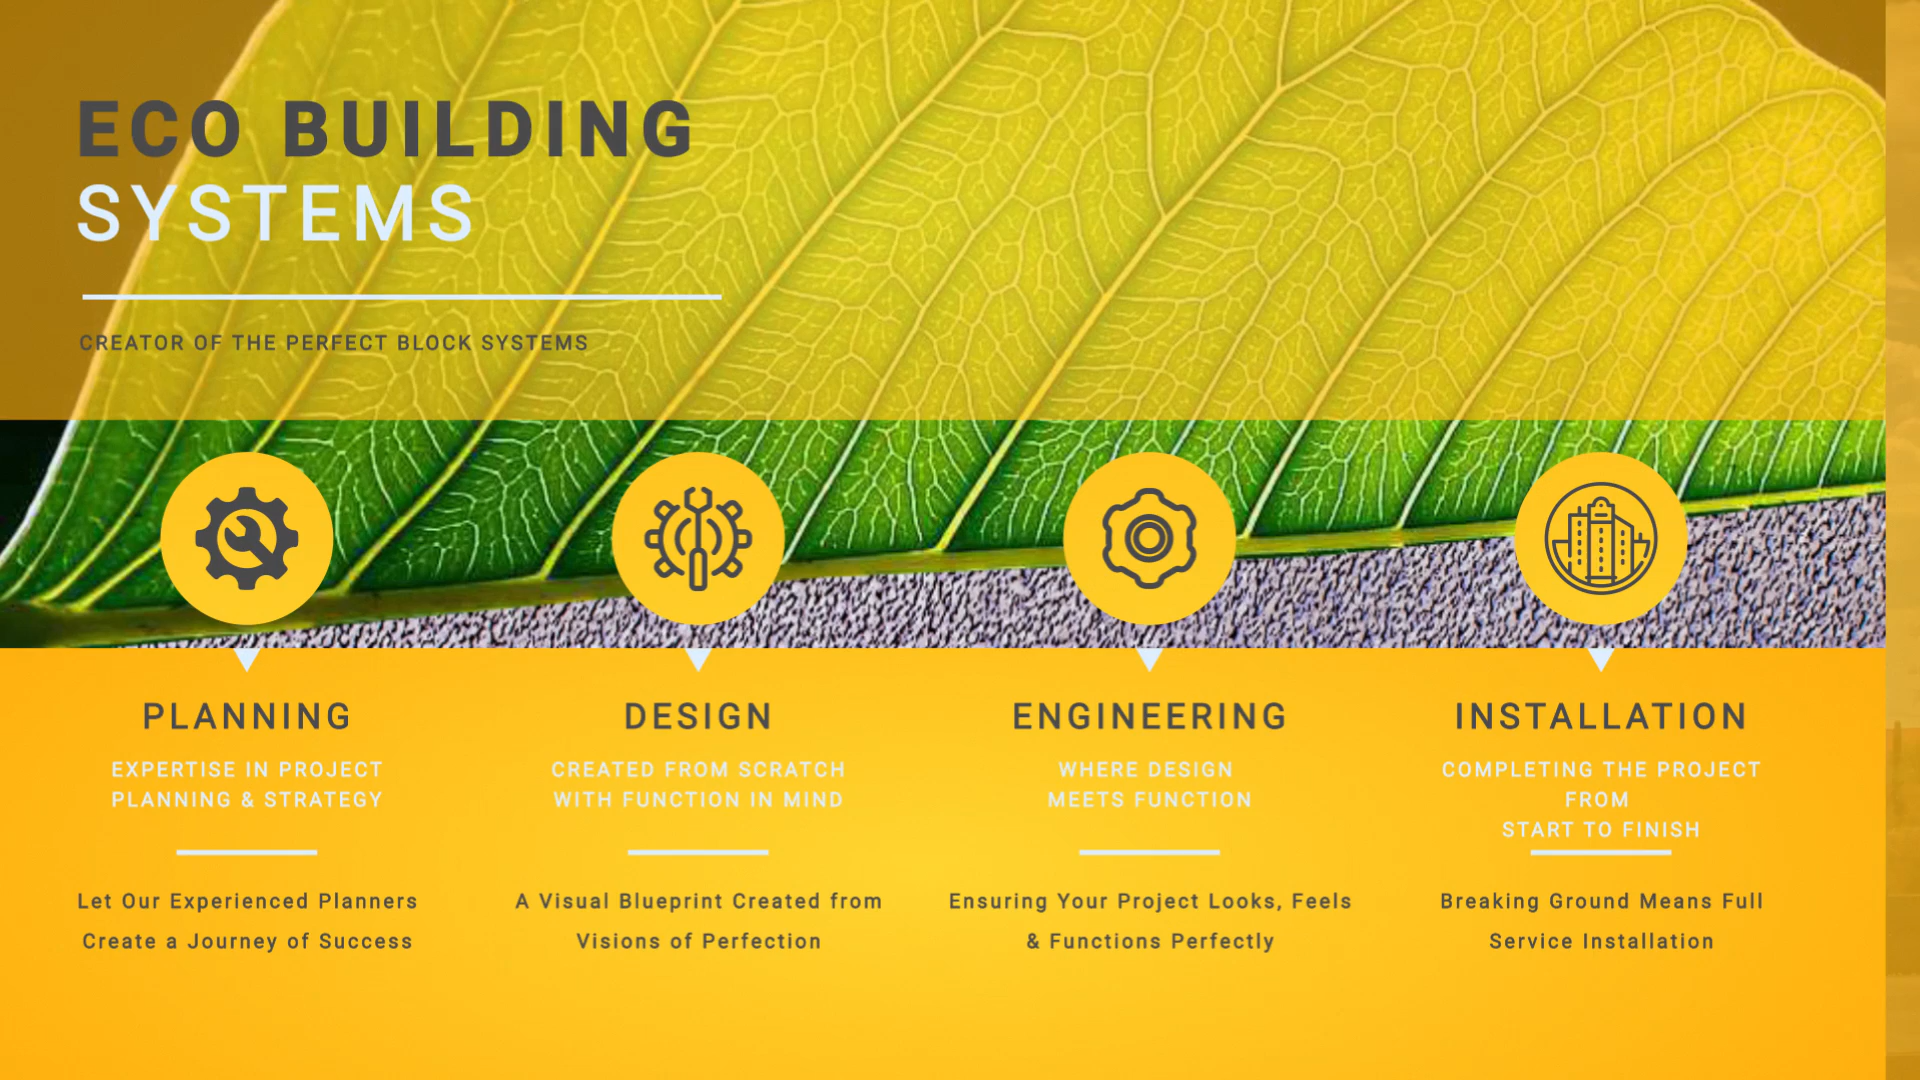 ECO BUILDING
SYSTEMS
CREATOR OF THE PERFECT BLOCK SYSTEMS
PLANNING
EXPERTISE IN PROJECT
PLANNING & STRATEGY
Let Our Experienced Planners
Create a Journey of Success
DESIGN
CREATED FROM SCRATCH
WITH FUNCTION IN MIND
A Visual Blueprint Created from
Visions of Perfection
ENGINEERING
WHERE DESIGN
MEETS FUNCTION
Ensuring Your Project Looks, Feels
& Functions Perfectly
INSTALLATION
COMPLETING THE PROJECT
FROM
START TO FINISH
Breaking Ground Means Full
Service Installation